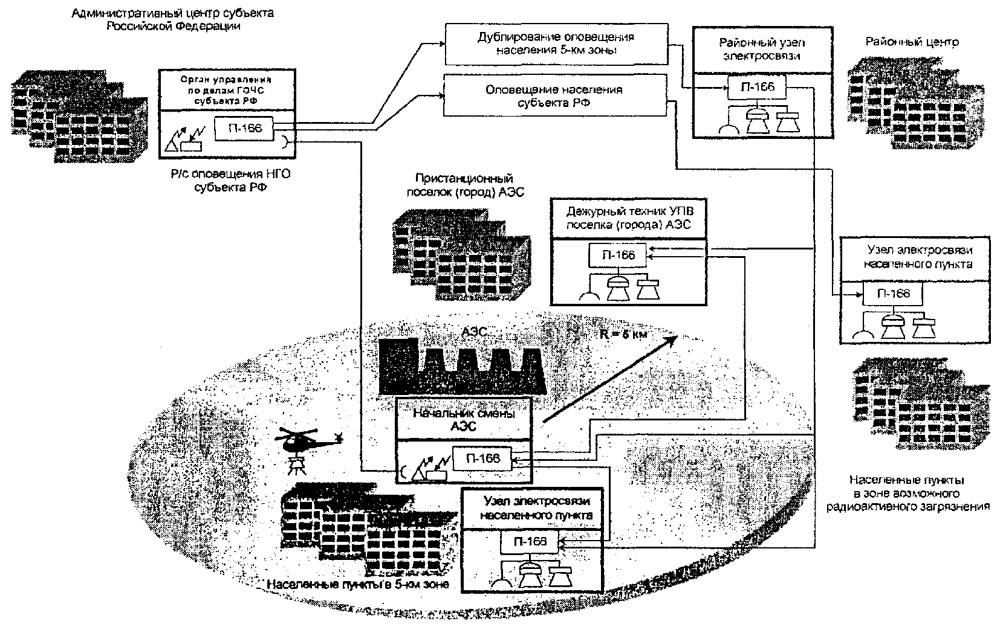 Административный центр субъекта
Российской Федерации
Орган управления
по делам ГОЧС
субъекта РФ
П-166
Р/с оповещения НГО
субъекта РФ
Дублирование оповещения
населения 5-км зоны
Оповещение населения
субъекта РФ
Районный узел
электросвязи
П-166
Районный центр
Пристанционный
поселок (город) АЭС
Дежурный техник УПВ
поселка (города) АЭС
П-166
Узел электросвязи
населенного пункта
П-166
АЭС
R = 5 км
Начальник смены
АЭС
П-166
Узел электросвязи
населенного пункта
П-166
Населенные пункты в 5-км зоне
Населенные пункты
в зоне возможного
радиоактивного загрязнения